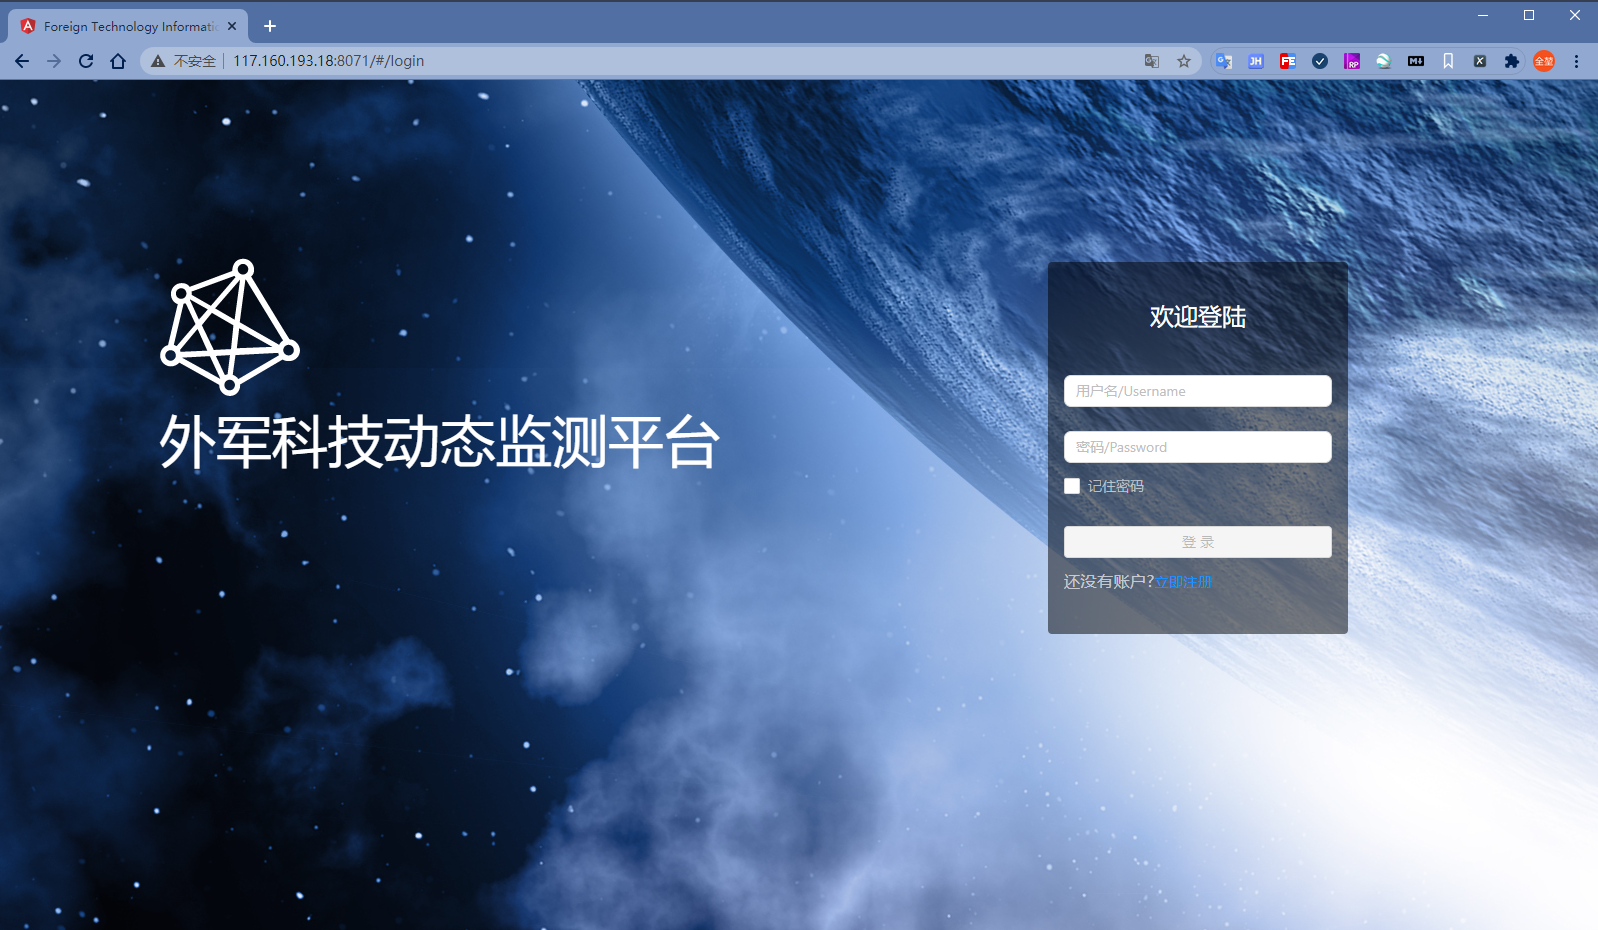 Foreign Technology Informati
不安全 117.160.193.18:8071/#/login
JH
FE
RP
M
X
全堃
外军科技动态监测平台
欢迎登陆
用户名/Username
密码/Password
记住密码
登 录
还没有账户?立即注册